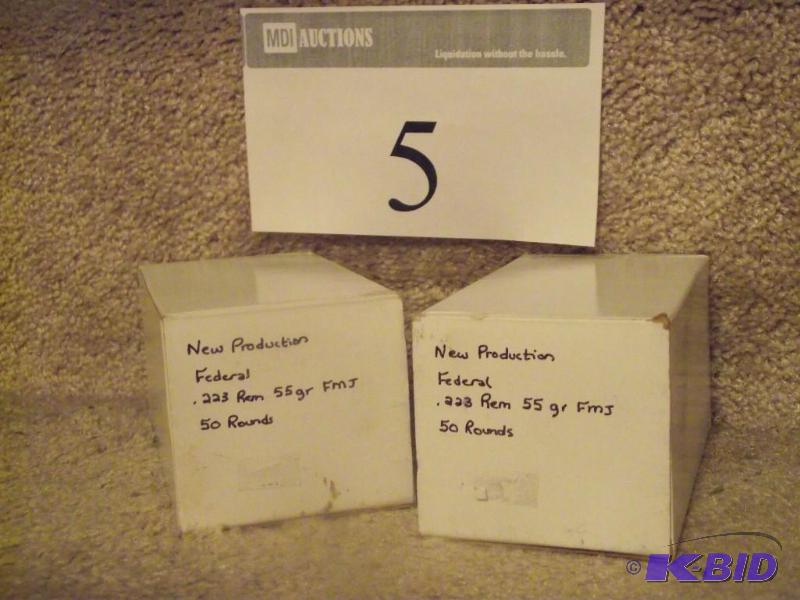 MDI AUCTIONS
Liquidation without the hassle.
5
New Production
Federal
.223 Rem 55gr FMJ
50 Rounds
New Production
Federal
.223 Rem 55 gr FMJ
50 Rounds
© K-BID